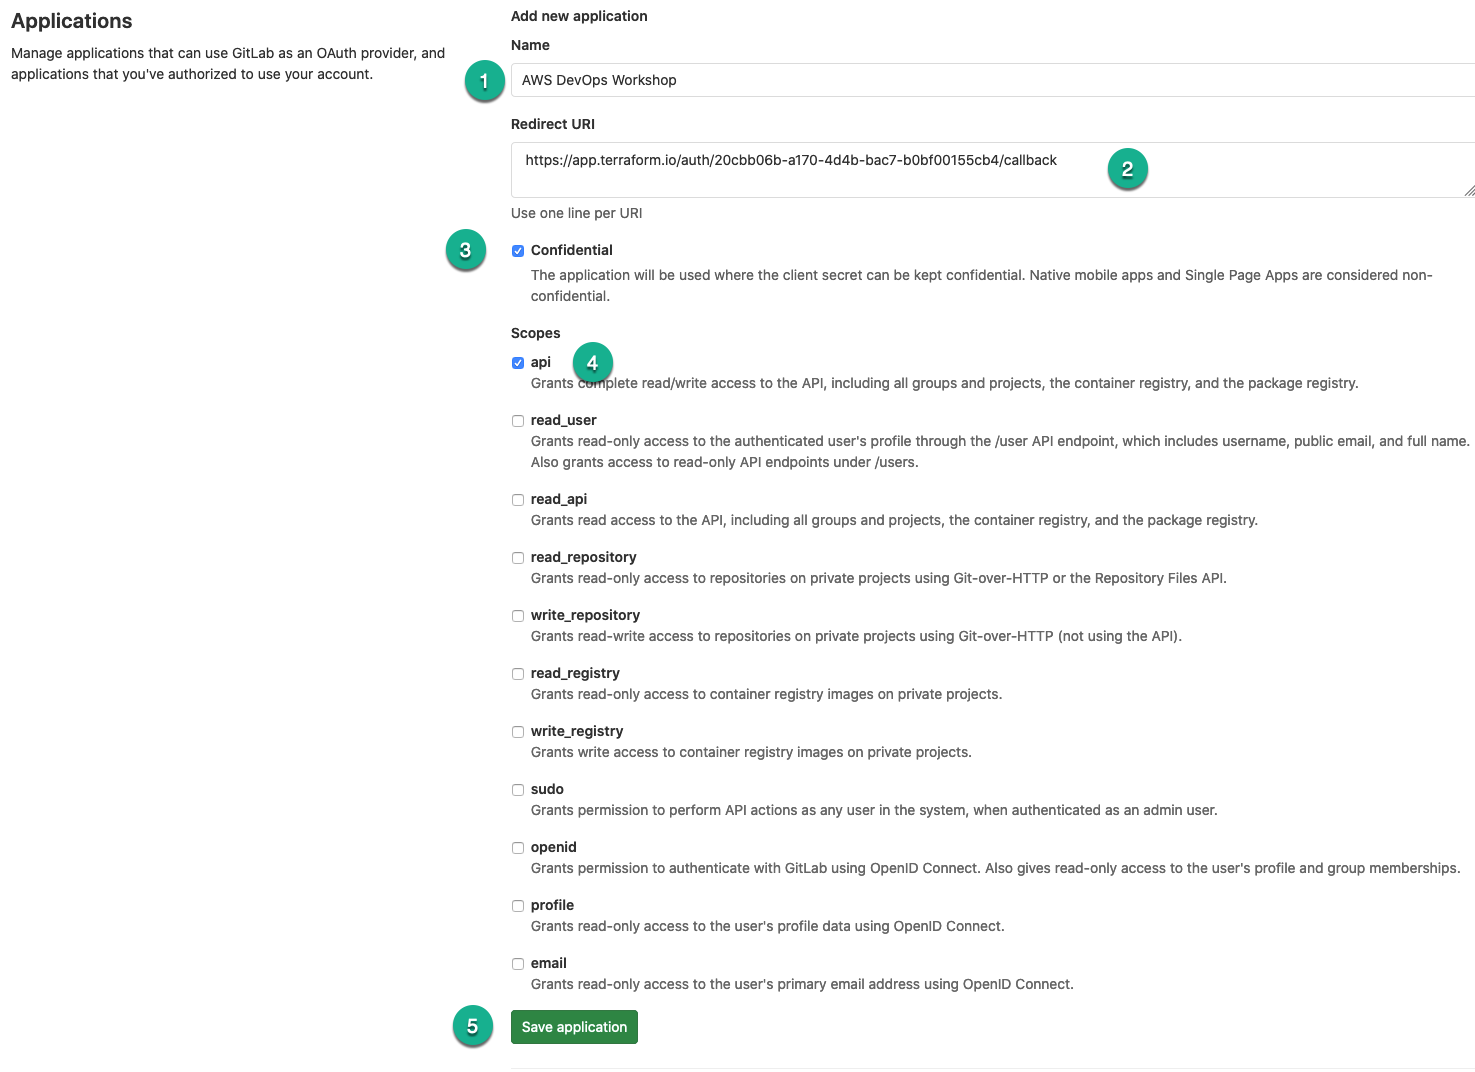 Applications
Manage applications that can use GitLab as an OAuth provider, and
applications that you've authorized to use your account.
Add new application
Name
1
AWS DevOps Workshop
Redirect URI
https://app.terraform.io/auth/20cbb06b-a170-4d4b-bac7-b0bf00155cb4/callback
2
Use one line per URI
3
Confidential
The application will be used where the client secret can be kept confidential. Native mobile apps and Single Page Apps are considered non-
confidential.
Scopes
api
4
Grants complete read/write access to the API, including all groups and projects, the container registry, and the package registry.
read_user
Grants read-only access to the authenticated user's profile through the /user API endpoint, which includes username, public email, and full name.
Also grants access to read-only API endpoints under /users.
read_api
Grants read access to the API, including all groups and projects, the container registry, and the package registry.
read_repository
Grants read-only access to repositories on private projects using Git-over-HTTP or the Repository Files API.
write_repository
Grants read-write access to repositories on private projects using Git-over-HTTP (not using the API).
read_registry
Grants read-only access to container registry images on private projects.
write_registry
Grants write access to container registry images on private projects.
sudo
Grants permission to perform API actions as any user in the system, when authenticated as an admin user.
openid
Grants permission to authenticate with GitLab using OpenID Connect. Also gives read-only access to the user's profile and group memberships.
profile
Grants read-only access to the user's profile data using OpenID Connect.
email
Grants read-only access to the user's primary email address using OpenID Connect.
5
Save application